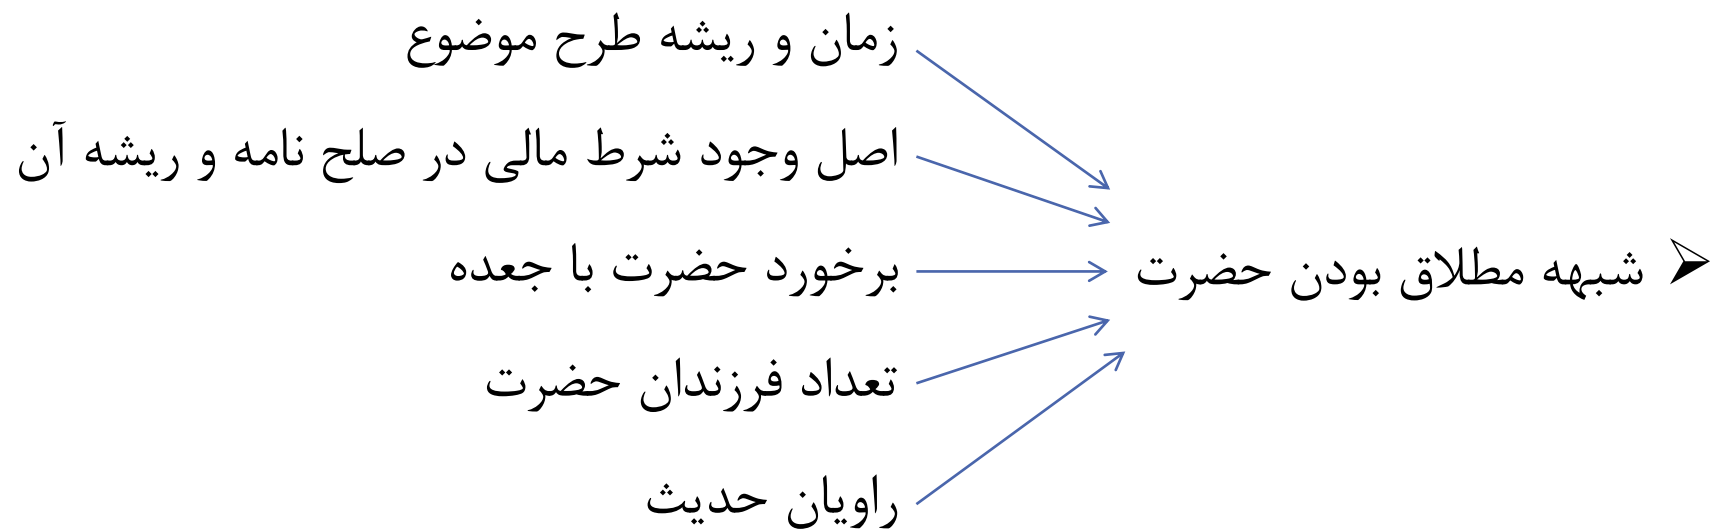 زمان و ریشه طرح موضوع
اصل وجود شرط مالی در صلح نامه و ریشه آن
شبهه مطلاق بودن حضرت
برخورد حضرت با جعده
تعداد فرزندان حضرت
راویان حدیث